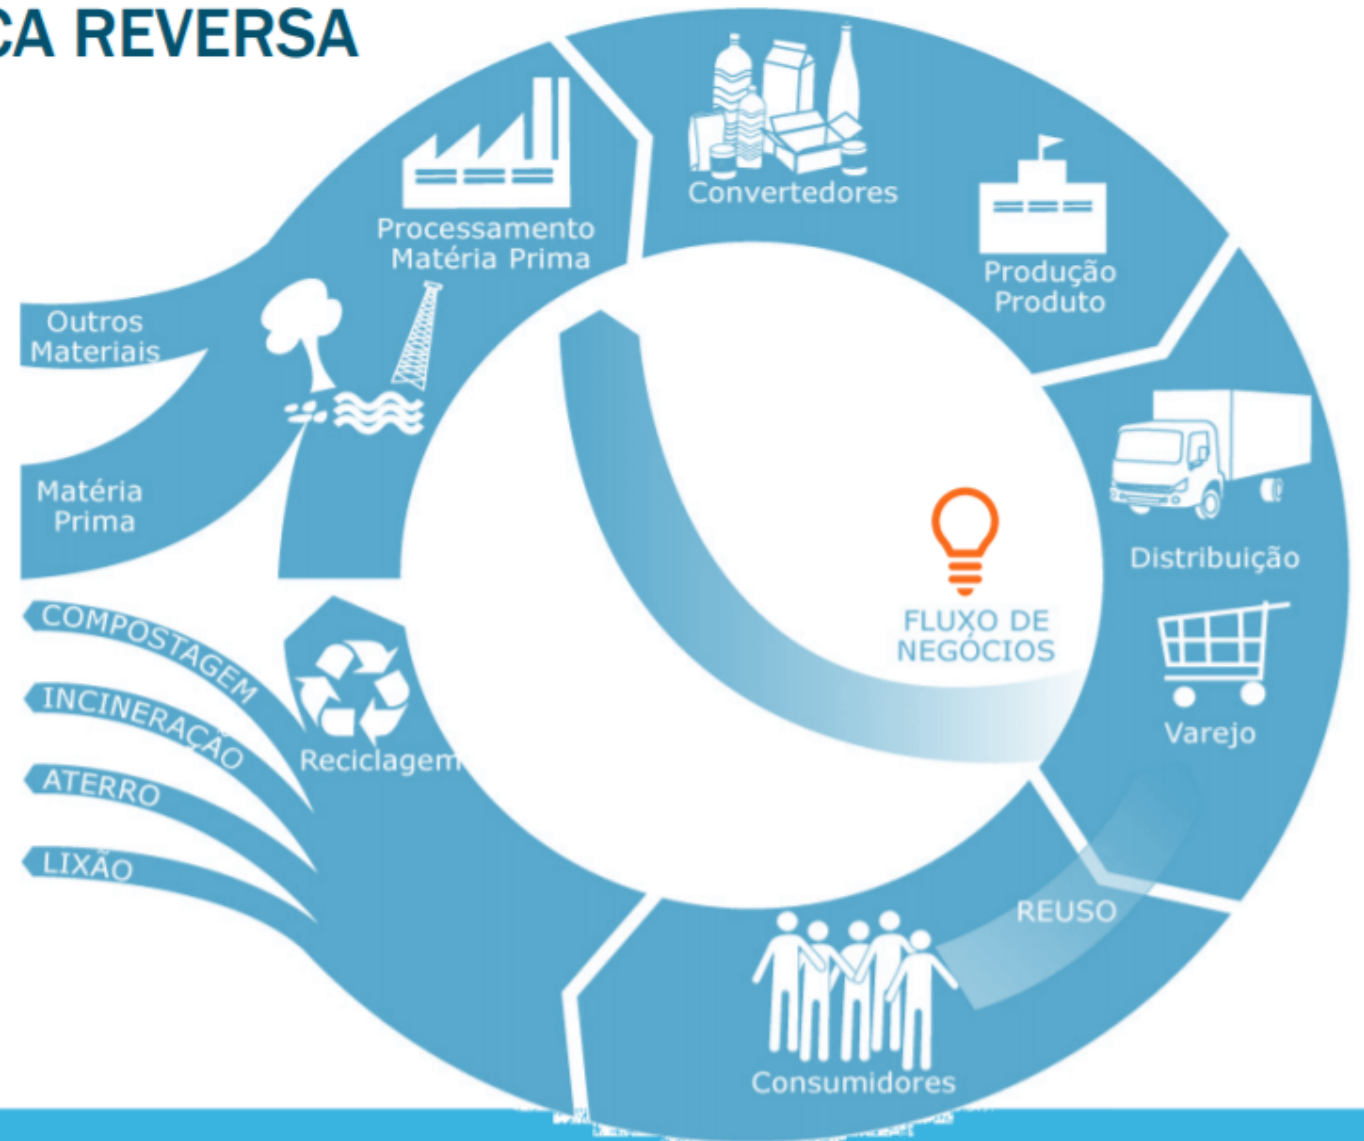 CA REVERSA
Convertedores
Processamento
Matéria Prima
Produção
Produto
Outros
Materiais
Matéria
Prima
Distribuição
FLUXO DE
NEGÓCIOS
Varejo
COMPOSTAGEM
INCINERAÇÃO
ATERRO
LIXÃO
Reciclagem
REUSO
Consumidores